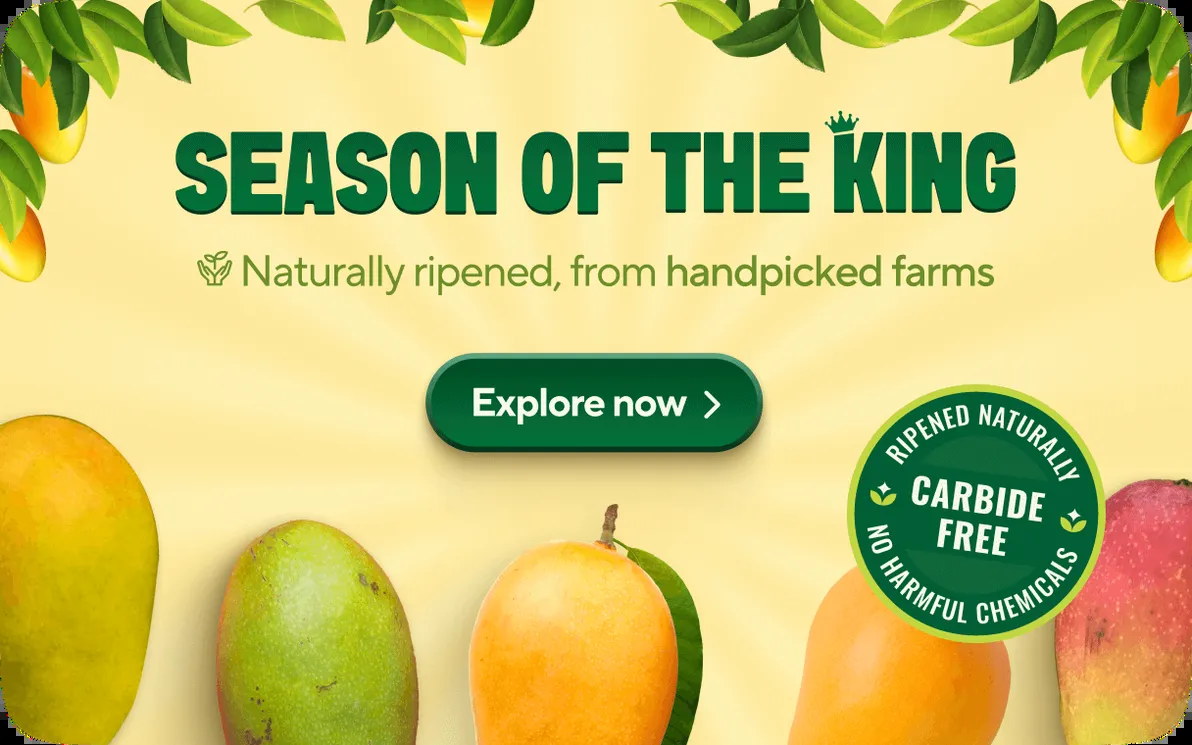 SEASON OF THE KING
Naturally ripened, from handpicked farms
Explore now
RIPENED NATURALLY
CARBIDE
FREE
NO HARMFUL CHEMICALS